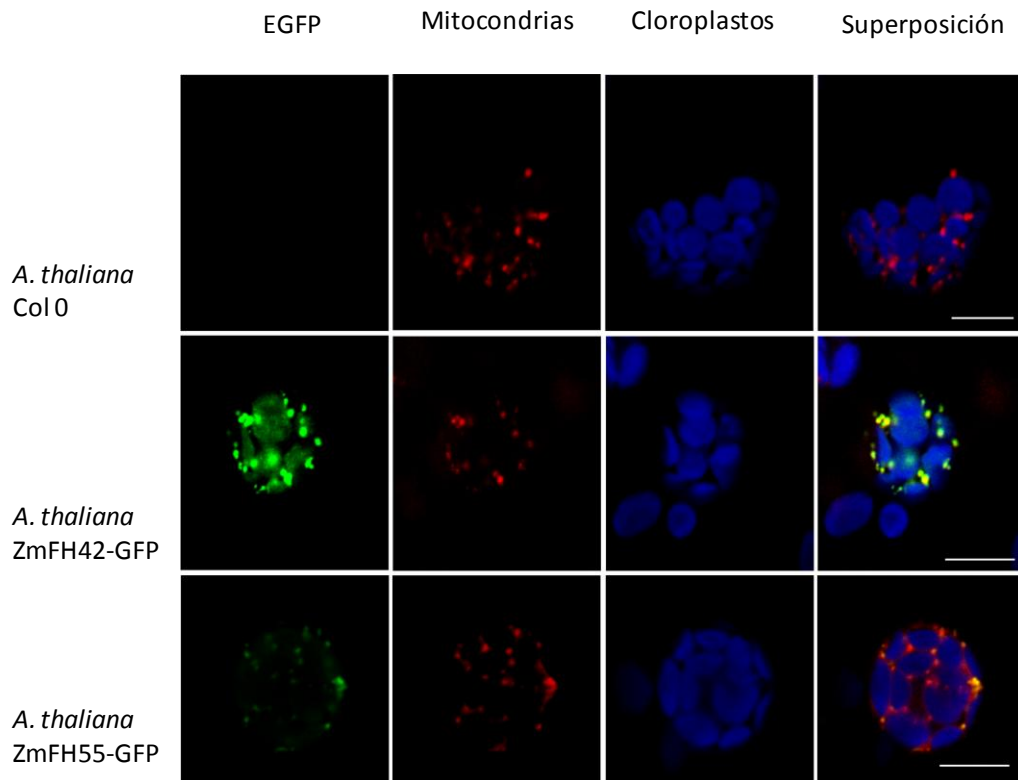 EGFP Mitocondrias Cloroplastos Superposición
A. thaliana
Col 0
A. thaliana
ZmFH42-GFP
A. thaliana
ZmFH55-GFP